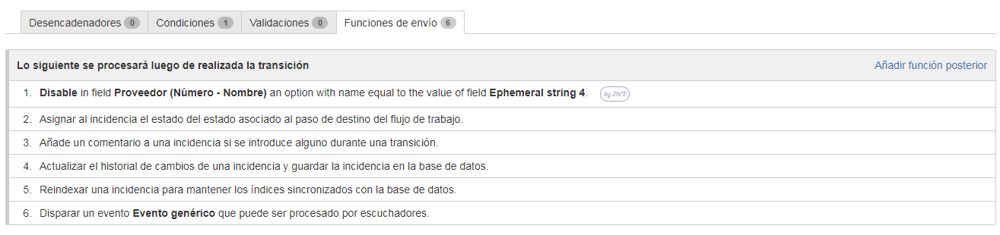 Desencadenadores 0 Condiciones 1 Validaciones 0 Funciones de envío 6
Lo siguiente se procesará luego de realizada la transición Añadir función posterior
1. Disable in field Proveedor (Número - Nombre) an option with name equal to the value of field Ephemeral string 4. by JWT
2. Asignar al incidencia el estado del estado asociado al paso de destino del flujo de trabajo.
3. Añade un comentario a una incidencia si se introduce alguno durante una transición.
4. Actualizar el historial de cambios de una incidencia y guardar la incidencia en la base de datos.
5. Reindexar una incidencia para mantener los índices sincronizados con la base de datos.
6. Disparar un evento Evento genérico que puede ser procesado por escuchadores.